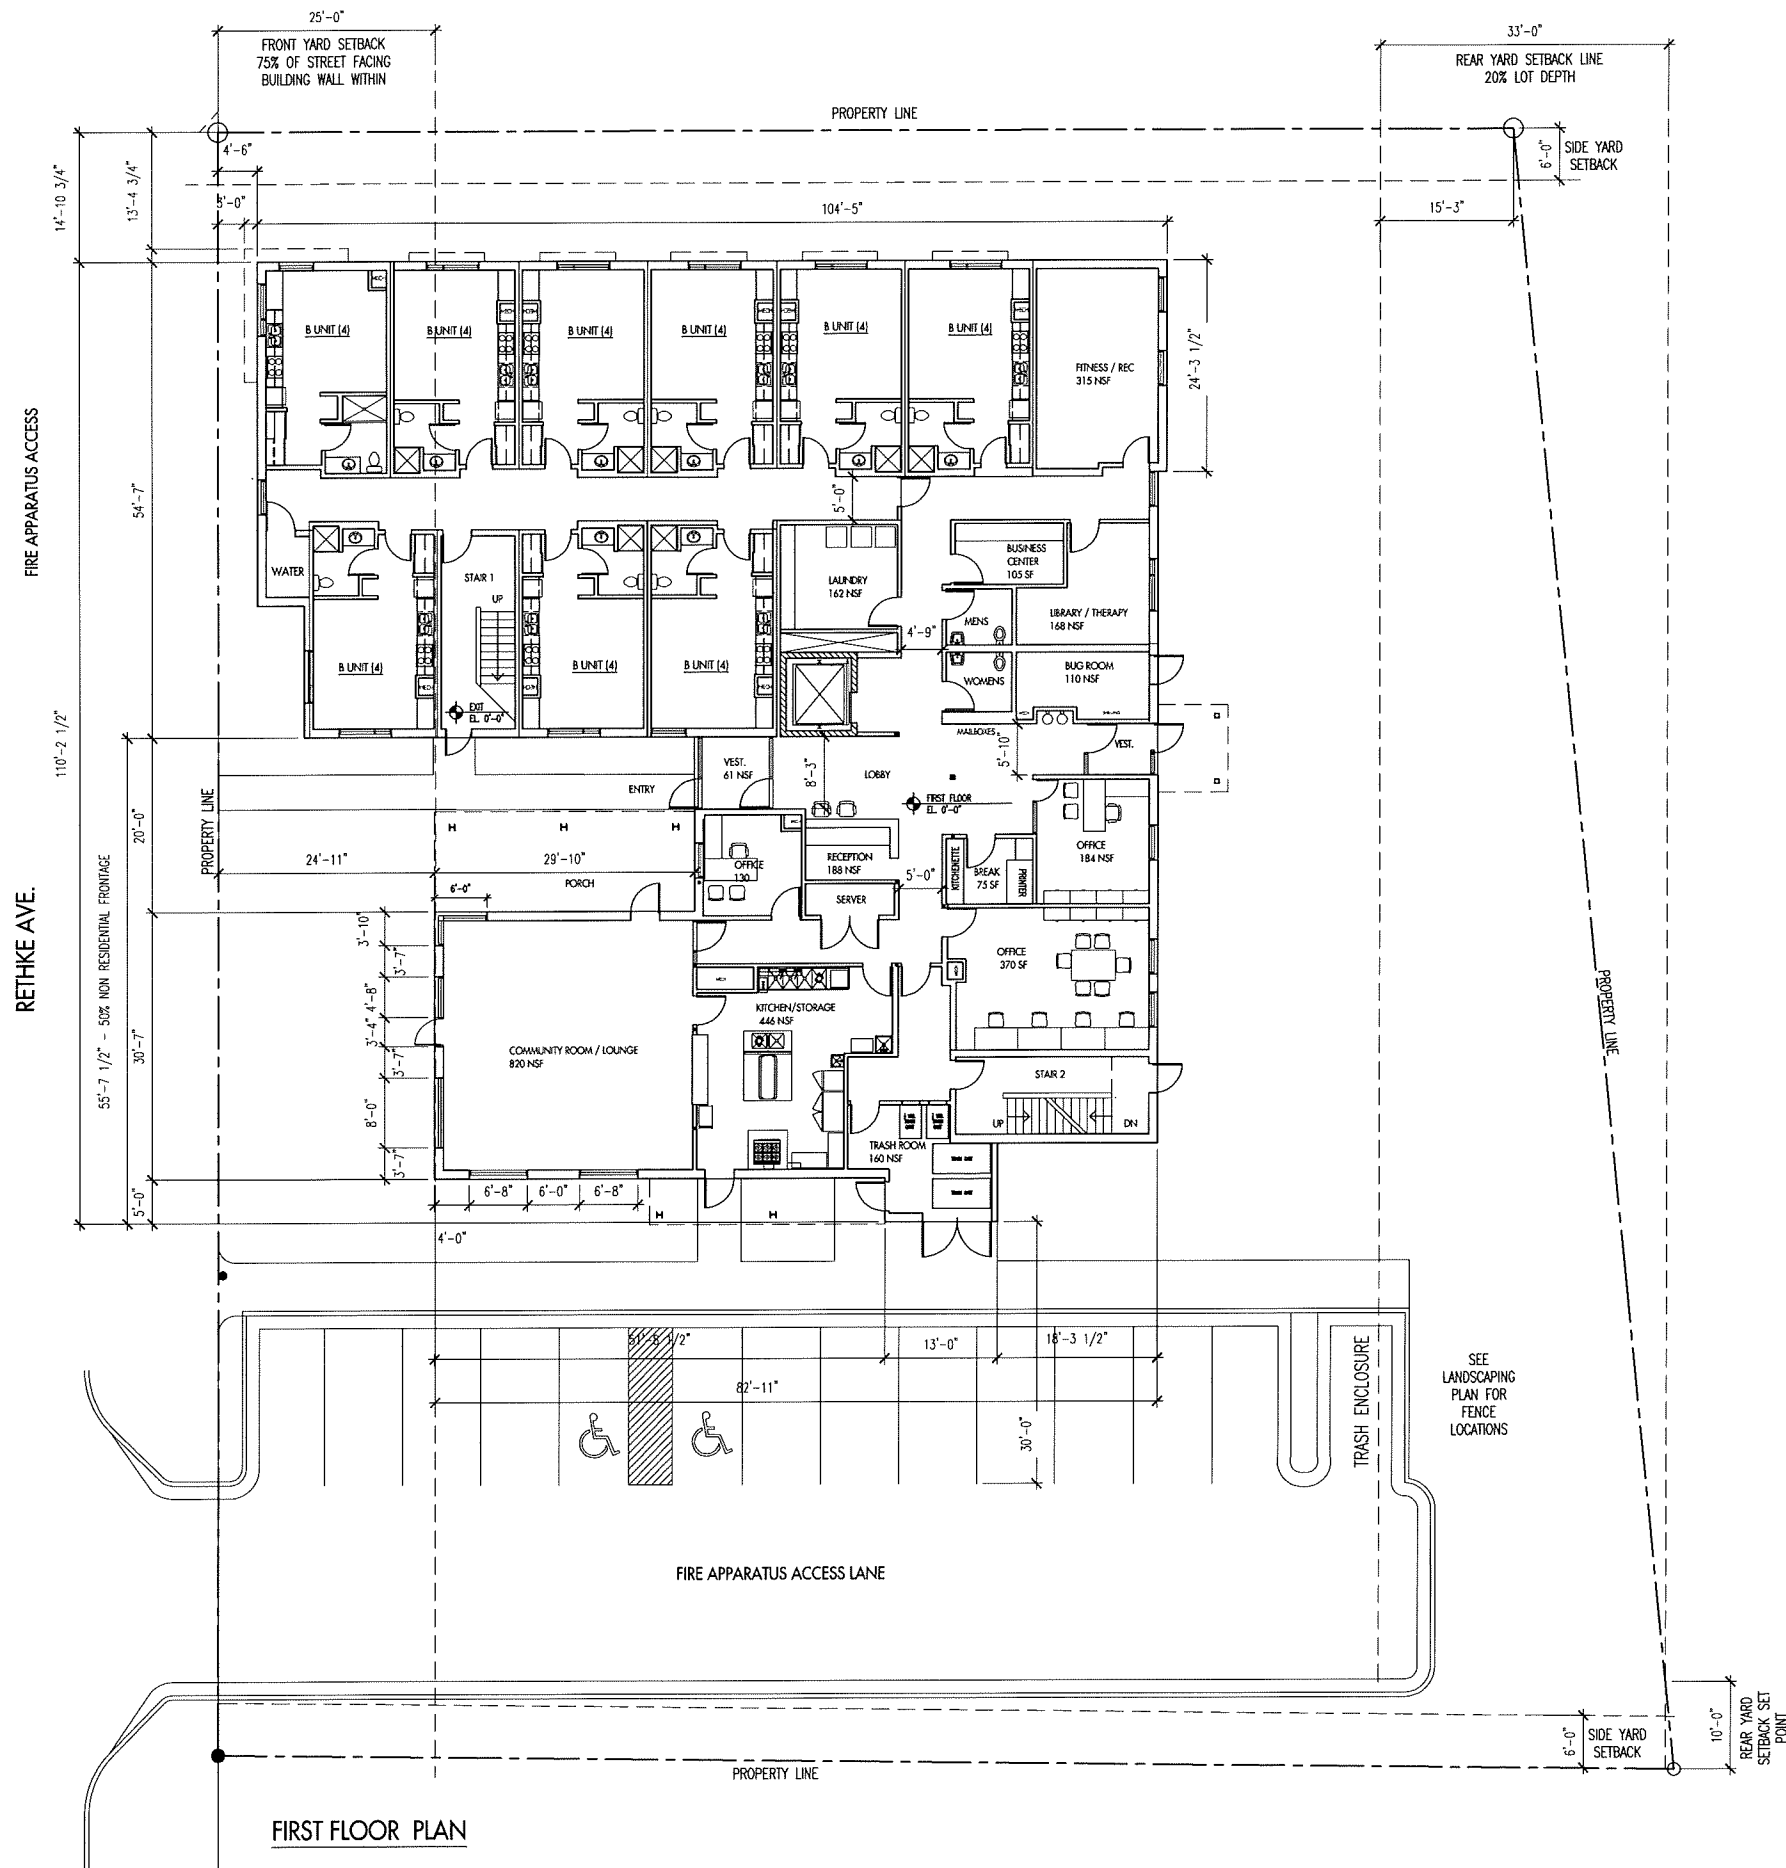 25'-0"
FRONT YARD SETBACK
75% OF STREET FACING
BUILDING WALL WITHIN
33'-0"
REAR YARD SETBACK LINE
20% LOT DEPTH
PROPERTY LINE
4'-6"
6'-0"
SIDE YARD
SETBACK
14'-10 3/4"
13'-4 3/4"
3'-0"
104'-5"
15'-3"
B UNIT (4)
B UNIT (4)
B UNIT (4)
B UNIT (4)
B UNIT (4)
B UNIT (4)
FITNESS / REC
315 NSF
24'-3 1/2"
FIRE APPARATUS ACCESS
54'-7"
5'-0"
WATER
STAIR 1
UP
LAUNDRY
162 NSF
BUSINESS
CENTER
105 SF
LIBRARY / THERAPY
168 NSF
MENS
4'-9"
B UNIT (4)
B UNIT (4)
B UNIT (4)
WOMENS
BUG ROOM
110 NSF
EXIT
EL. 0'-0"
110'-2 1/2"
MAILBOXES
5'-10"
VEST.
VEST.
61 NSF
8'-3"
LOBBY
ENTRY
FIRST FLOOR
EL. 0'-0"
PROPERTY LINE
20'-0"
24'-11"
29'-10"
6'-0"
PORCH
OFFICE
130
RECEPTION
188 NSF
5'-0"
KITCHENETTE
BREAK
75 SF
PRINTER
OFFICE
184 NSF
SERVER
RETHKE AVE.
55'-7 1/2" - 50% NON RESIDENTIAL FRONTAGE
3'-10"
3'-7"
4'-8"
3'-4"
3'-7"
8'-0"
3'-7"
30'-7"
5'-0"
OFFICE
370 SF
KITCHEN/STORAGE
446 NSF
COMMUNITY ROOM / LOUNGE
820 NSF
STAIR 2
UP
DN
TRASH ROOM
160 NSF
PROPERTY LINE
6'-8"
6'-0"
6'-8"
4'-0"
51'-8 1/2"
13'-0"
18'-3 1/2"
82'-11"
30'-0"
TRASH ENCLOSURE
SEE
LANDSCAPING
PLAN FOR
FENCE
LOCATIONS
FIRE APPARATUS ACCESS LANE
6'-0"
SIDE YARD
SETBACK
10'-0"
REAR YARD
SETBACK SET
POINT
PROPERTY LINE
FIRST FLOOR PLAN